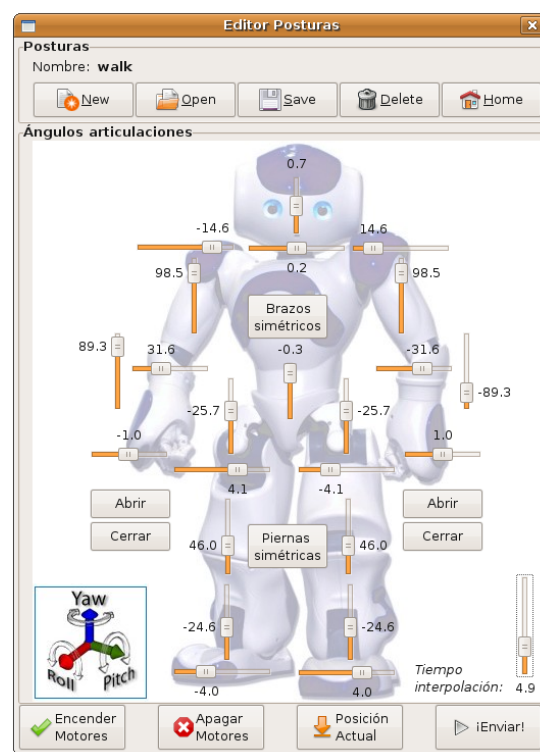 Editor Posturas
Posturas
Nombre: walk
New Open Save Delete Home
Ángulos articulaciones
0.7
-14.6 14.6
0.2
98.5 98.5
Brazos
simétricos
89.3 31.6 -0.3 -31.6 -89.3
-25.7 -25.7
-1.0 1.0
4.1 -4.1
Abrir Abrir
Cerrar Cerrar
Piernas
simétricas
46.0 46.0
Yaw
Roll Pitch
-24.6 -24.6
-4.0 4.0
Tiempo
interpolación: 4.9
Encender
Motores
Apagar
Motores
Posición
Actual
¡Enviar!